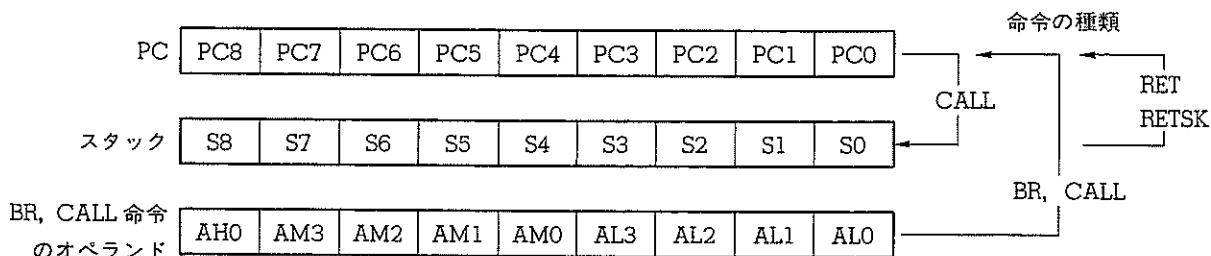 命令の種類
PC PC8 PC7 PC6 PC5 PC4 PC3 PC2 PC1 PC0
RET
CALL
RETSK
スタック S8 S7 S6 S5 S4 S3 S2 S1 S0
BR, CALL
BR, CALL 命令
のオペランド
AH0 AM3 AM2 AM1 AM0 AL3 AL2 AL1 AL0